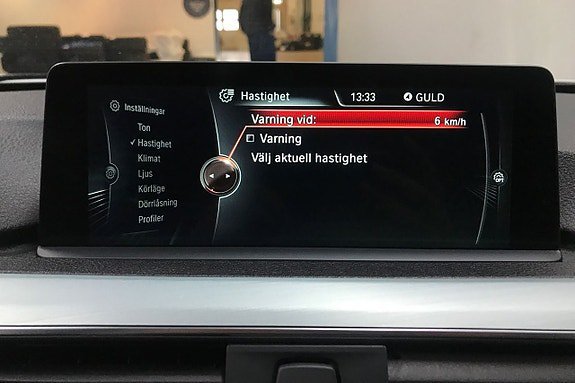 Hastighet 13:33 GULD
Inställningar
Ton
✓ Hastighet
Klimat
Ljus
Körläge
Dörrlåsning
Profiler
Varning vid: 6 km/h
Varning
Välj aktuell hastighet